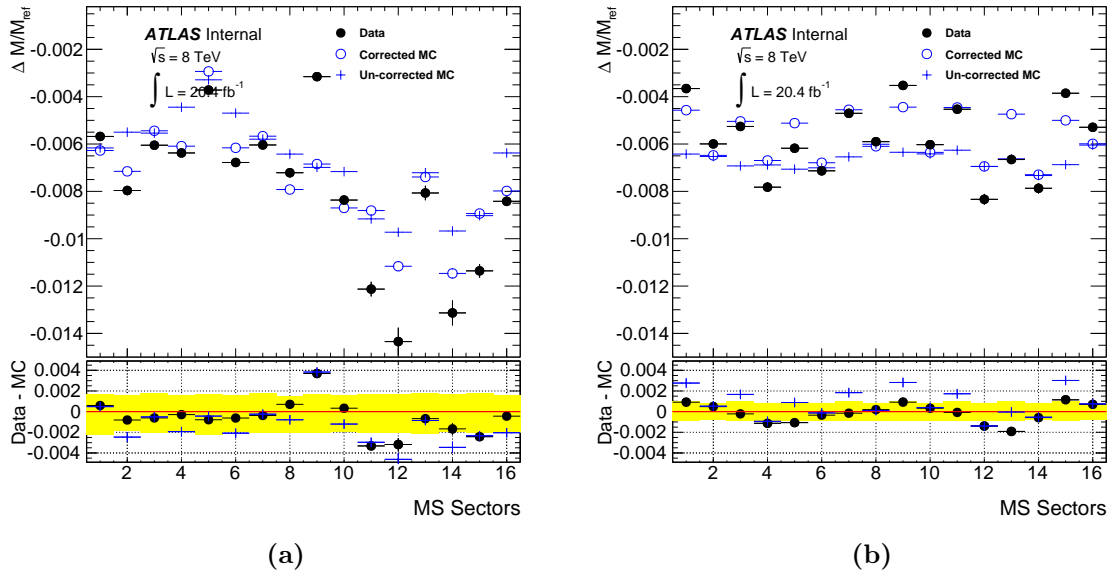 Δ M/M_ref
ATLAS Internal
√s = 8 TeV
∫ L = 20.4 fb⁻¹
Data
Corrected MC
Un-corrected MC
-0.002
-0.004
-0.006
-0.008
-0.01
-0.012
-0.014
Data - MC
0.004
0.002
0
-0.002
-0.004
2 4 6 8 10 12 14 16
MS Sectors
(a)
Δ M/M_ref
ATLAS Internal
√s = 8 TeV
∫ L = 20.4 fb⁻¹
Data
Corrected MC
Un-corrected MC
-0.002
-0.004
-0.006
-0.008
-0.01
-0.012
-0.014
Data - MC
0.004
0.002
0
-0.002
-0.004
2 4 6 8 10 12 14 16
MS Sectors
(b)